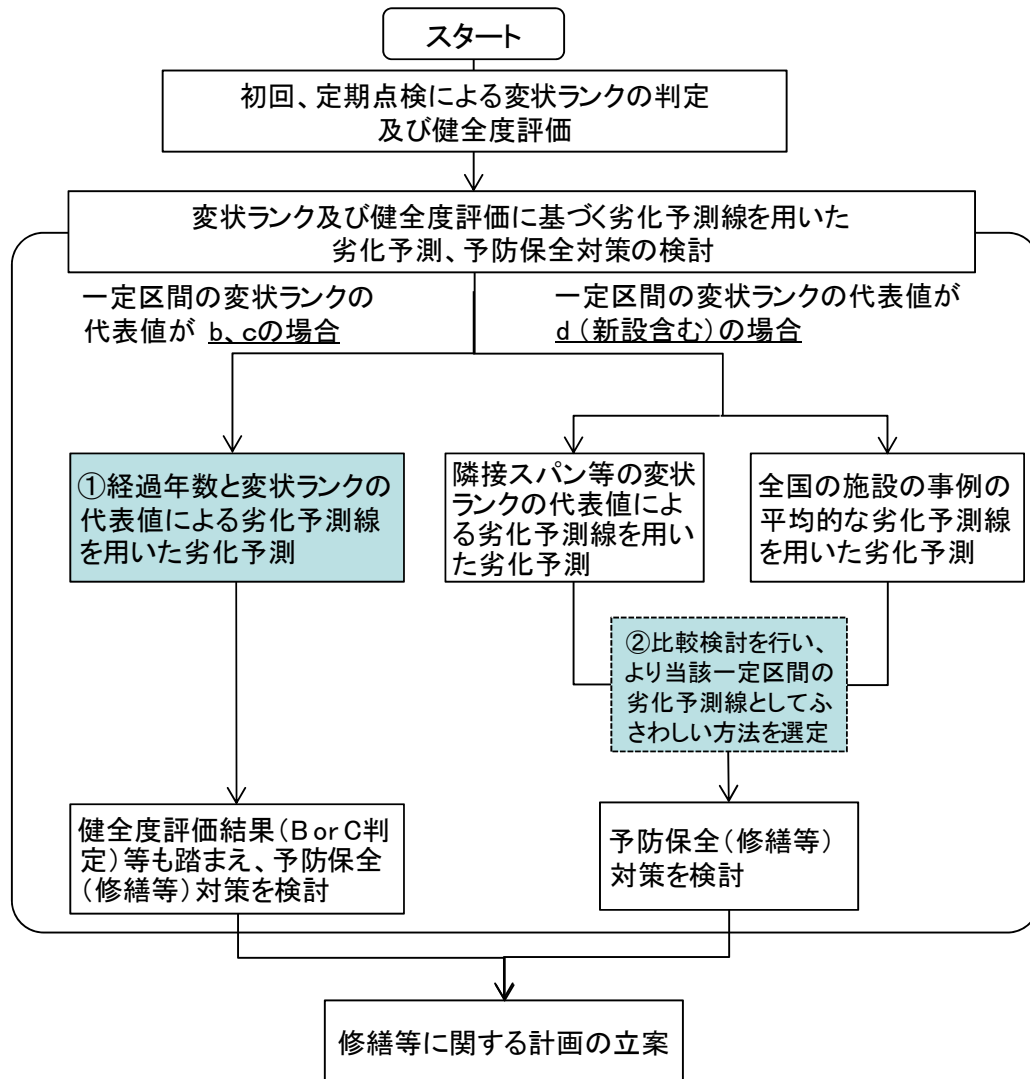 スタート
初回、定期点検による変状ランクの判定
及び健全度評価
変状ランク及び健全度評価に基づく劣化予測線を用いた
劣化予測、予防保全対策の検討
一定区間の変状ランクの
代表値が b、cの場合
一定区間の変状ランクの代表値が
d（新設含む）の場合
①経過年数と変状ランクの
代表値による劣化予測線
を用いた劣化予測
隣接スパン等の変状
ランクの代表値によ
る劣化予測線を用い
た劣化予測
全国の施設の事例の
平均的な劣化予測線
を用いた劣化予測
②比較検討を行い、
より当該一定区間の
劣化予測線としてふ
さわしい方法を選定
健全度評価結果（B or C判
定）等も踏まえ、予防保全
（修繕等）対策を検討
予防保全（修繕等）
対策を検討
修繕等に関する計画の立案